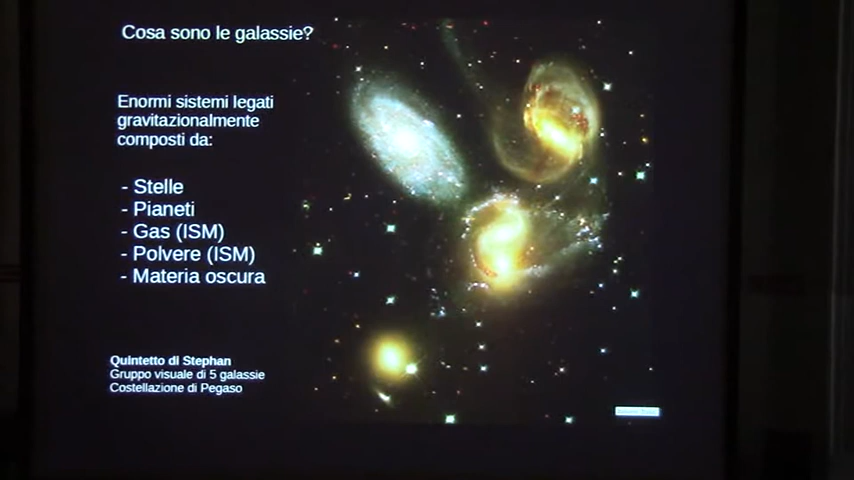 Cosa sono le galassie?
Enormi sistemi legati
gravitazionalmente
composti da:
- Stelle
- Pianeti
- Gas (ISM)
- Polvere (ISM)
- Materia oscura
Quintetto di Stephan
Gruppo visuale di 5 galassie
Costellazione di Pegaso